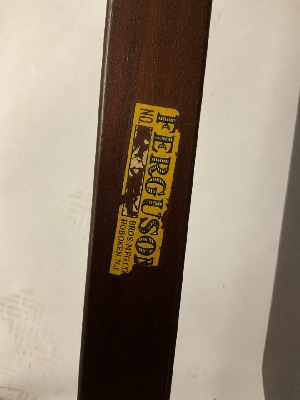 FERGUSON
NO.
BROS MFG. CO.
HOBOKEN, N.J.